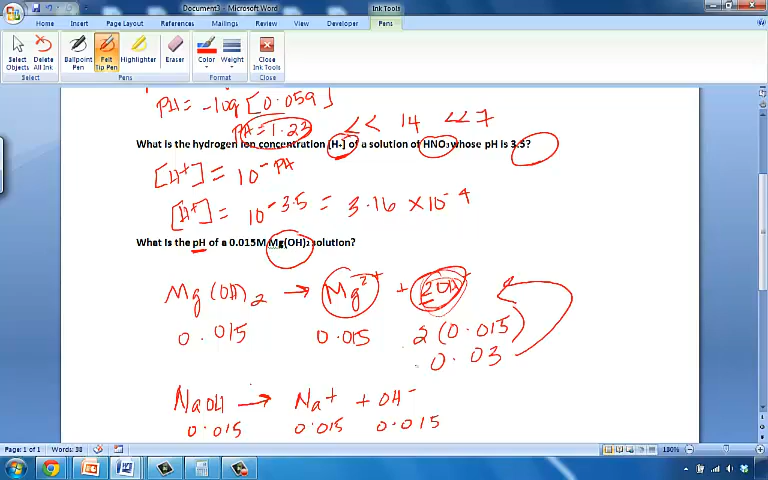 Document3 - Microsoft Word
Ink Tools
Home Insert Page Layout References Mailings Review View Developer Pens
Select Objects
Delete All Ink
Ballpoint Pen
Felt Tip Pen
Highlighter
Eraser
Color
Weight
Close Ink Tools
Select
Pens
Format
Close
PH = -log [0.059]
PH = 1.23 << 14 << 7
What is the hydrogen ion concentration [H+] of a solution of HNO3 whose pH is 3.5?
[H+] = 10-PH
[H+] = 10-3.5 = 3.16 × 10-4
What is the pH of a 0.015M Mg(OH)2 solution?
Mg(OH)2 → Mg2+ + 2OH-
0.015 0.015 2(0.015)
0.03
NaOH → Na+ + OH-
0.015 0.015 0.015
Page: 1 of 1 Words: 38 130%